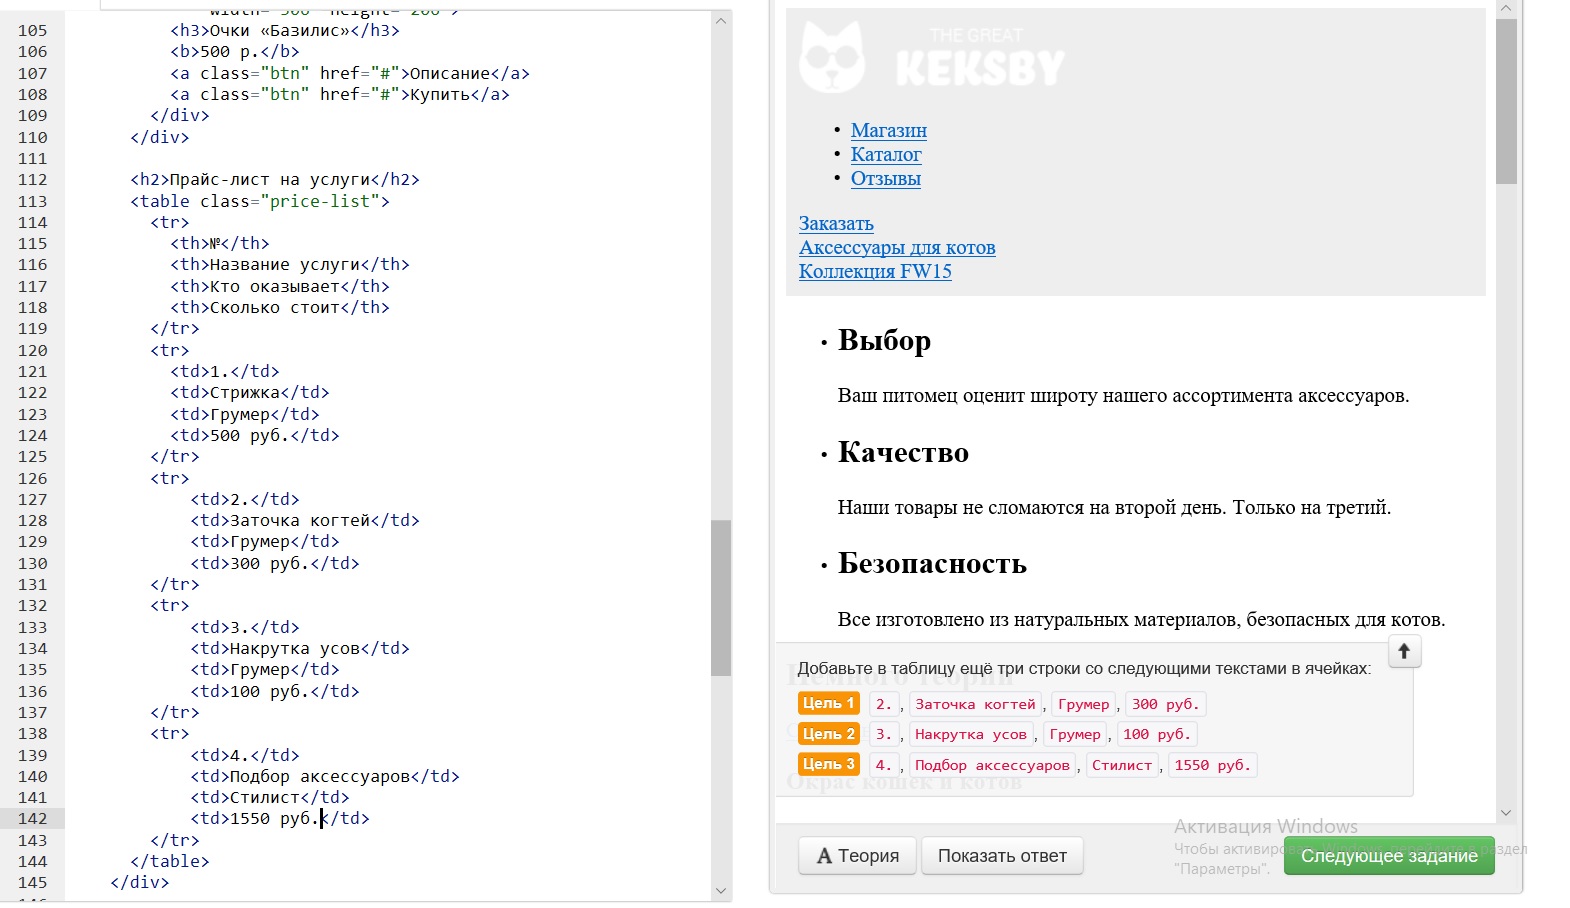 width="300" height="200">
105 <h3>Очки «Базилис»</h3>
106 <b>500 р.</b>
107 <a class="btn" href="#">Описание</a>
108 <a class="btn" href="#">Купить</a>
109 </div>
110 </div>
111
112 <h2>Прайс-лист на услуги</h2>
113 <table class="price-list">
114 <tr>
115 <th>№</th>
116 <th>Название услуги</th>
117 <th>Кто оказывает</th>
118 <th>Сколько стоит</th>
119 </tr>
120 <tr>
121 <td>1.</td>
122 <td>Стрижка</td>
123 <td>Грумер</td>
124 <td>500 руб.</td>
125 </tr>
126 <tr>
127 <td>2.</td>
128 <td>Заточка когтей</td>
129 <td>Грумер</td>
130 <td>300 руб.</td>
131 </tr>
132 <tr>
133 <td>3.</td>
134 <td>Накрутка усов</td>
135 <td>Грумер</td>
136 <td>100 руб.</td>
137 </tr>
138 <tr>
139 <td>4.</td>
140 <td>Подбор аксессуаров</td>
141 <td>Стилист</td>
142 <td>1550 руб.</td>
143 </tr>
144 </table>
145 </div>
THE GREAT
KEKSBY
• Магазин
• Каталог
• Отзывы
Заказать
Аксессуары для котов
Коллекция FW15
• Выбор
Ваш питомец оценит широту нашего ассортимента аксессуаров.
• Качество
Наши товары не сломаются на второй день. Только на третий.
• Безопасность
Все изготовлено из натуральных материалов, безопасных для котов.
Немного теории
Добавьте в таблицу ещё три строки со следующими текстами в ячейках:
Цель 1 2. , Заточка когтей , Грумер , 300 руб.
Цель 2 3. , Накрутка усов , Грумер , 100 руб.
Цель 3 4. , Подбор аксессуаров , Стилист , 1550 руб.
Окрас кошек и котов
Активация Windows
Чтобы активировать Windows, перейдите в раздел
"Параметры".
А Теория
Показать ответ
Следующее задание